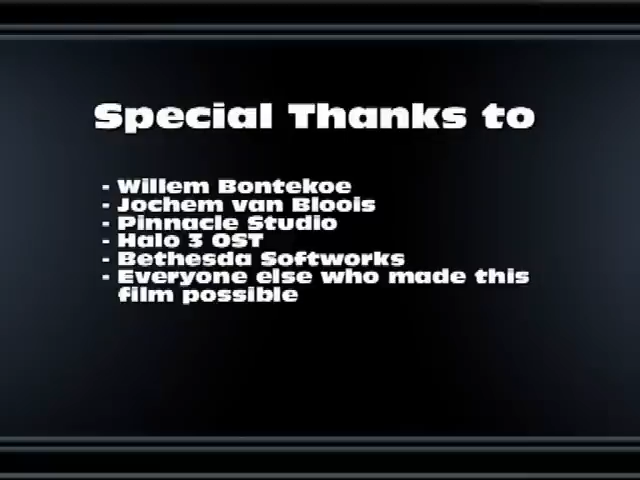 Special Thanks to
- Willem Bontekoe
- Jochem van Bloois
- Pinnacle Studio
- Halo 3 OST
- Bethesda Softworks
- Everyone else who made this
film possible